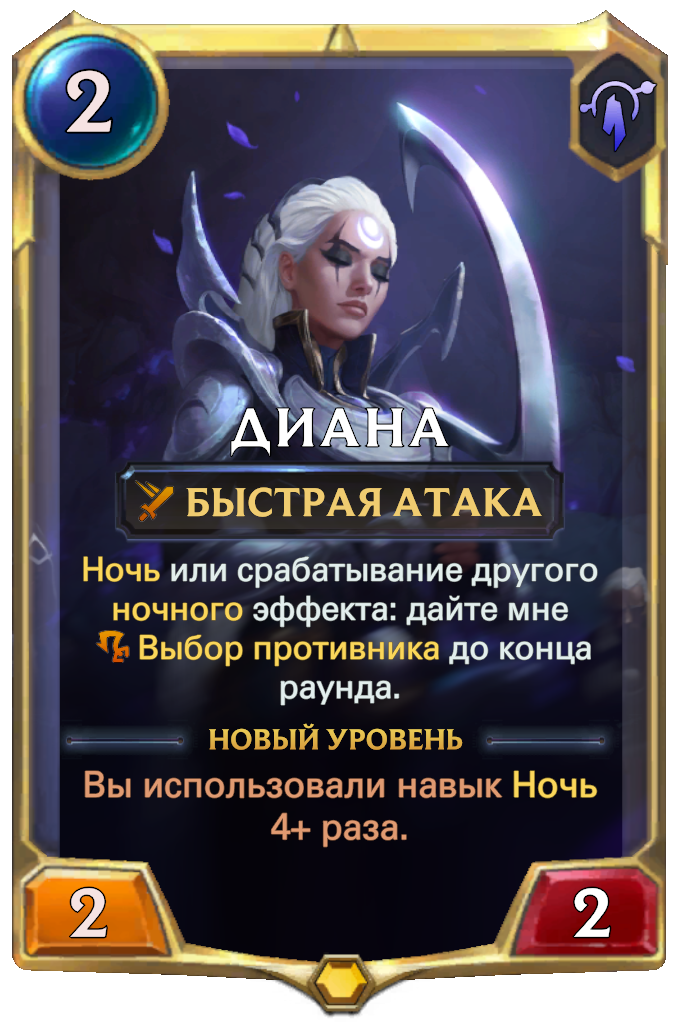 2
ДИАНА
БЫСТРАЯ АТАКА
Ночь или срабатывание другого
ночного эффекта: дайте мне
Выбор противника до конца
раунда.
НОВЫЙ УРОВЕНЬ
Вы использовали навык Ночь
4+ раза.
2
2